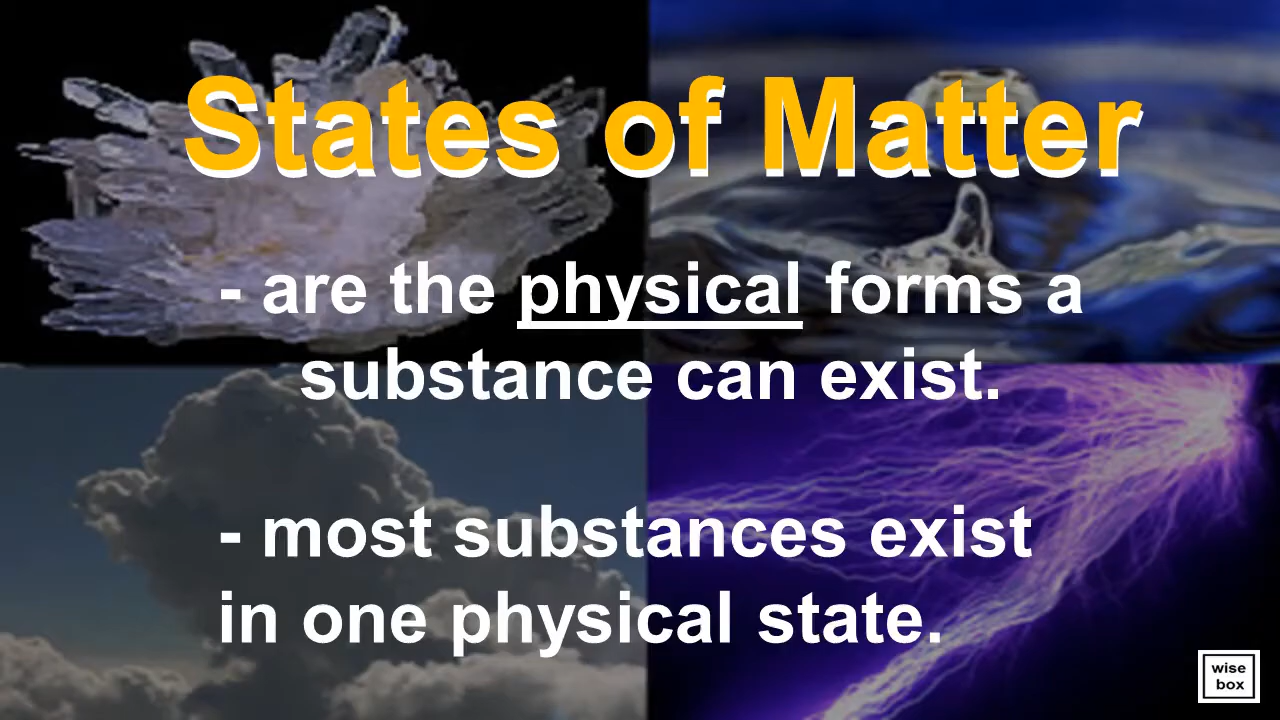 States of Matter
- are the physical forms a
substance can exist.
- most substances exist
in one physical state.
wise
box